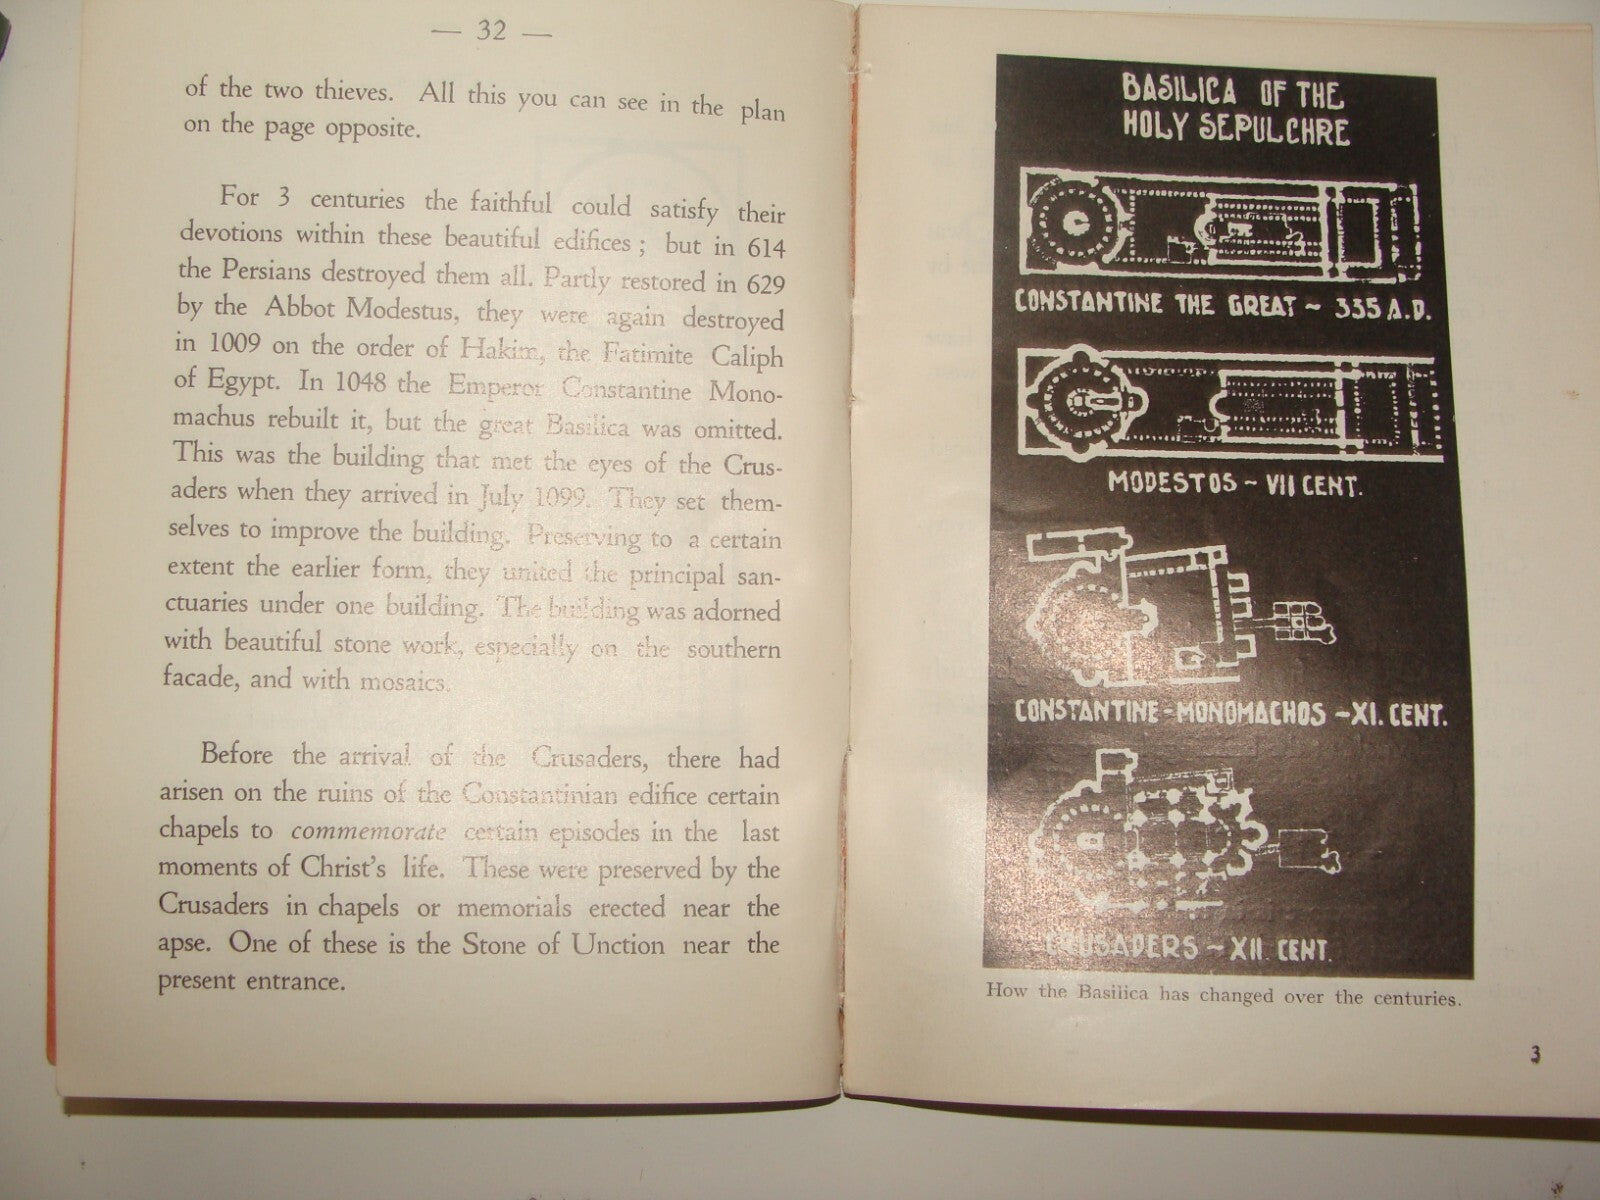 — 32 —
of the two thieves. All this you can see in the plan
on the page opposite.
For 3 centuries the faithful could satisfy their
devotions within these beautiful edifices ; but in 614
the Persians destroyed them all. Partly restored in 629
by the Abbot Modestus, they were again destroyed
in 1009 on the order of Hakim, the Fatimite Caliph
of Egypt. In 1048 the Emperor Constantine Mono-
machus rebuilt it, but the great Basilica was omitted.
This was the building that met the eyes of the Crus-
aders when they arrived in July 1099. They set them-
selves to improve the building. Preserving to a certain
extent the earlier form, they united the principal san-
ctuaries under one building. The building was adorned
with beautiful stone work, especially on the southern
facade, and with mosaics.
Before the arrival of the Crusaders, there had
arisen on the ruins of the Constantinian edifice certain
chapels to commemorate certain episodes in the last
moments of Christ's life. These were preserved by the
Crusaders in chapels or memorials erected near the
apse. One of these is the Stone of Unction near the
present entrance.
BASILICA OF THE
HOLY SEPULCHRE
CONSTANTINE THE GREAT ~ 335 A.D.
MODESTOS ~ VII CENT.
CONSTANTINE-MONOMACHOS - XI. CENT.
CRUSADERS ~ XII CENT.
How the Basilica has changed over the centuries.
3